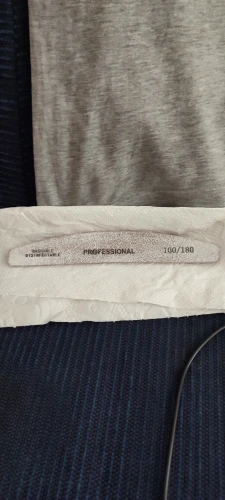 WASHABLE
DISINFECTABLE
PROFESSIONAL
100/180